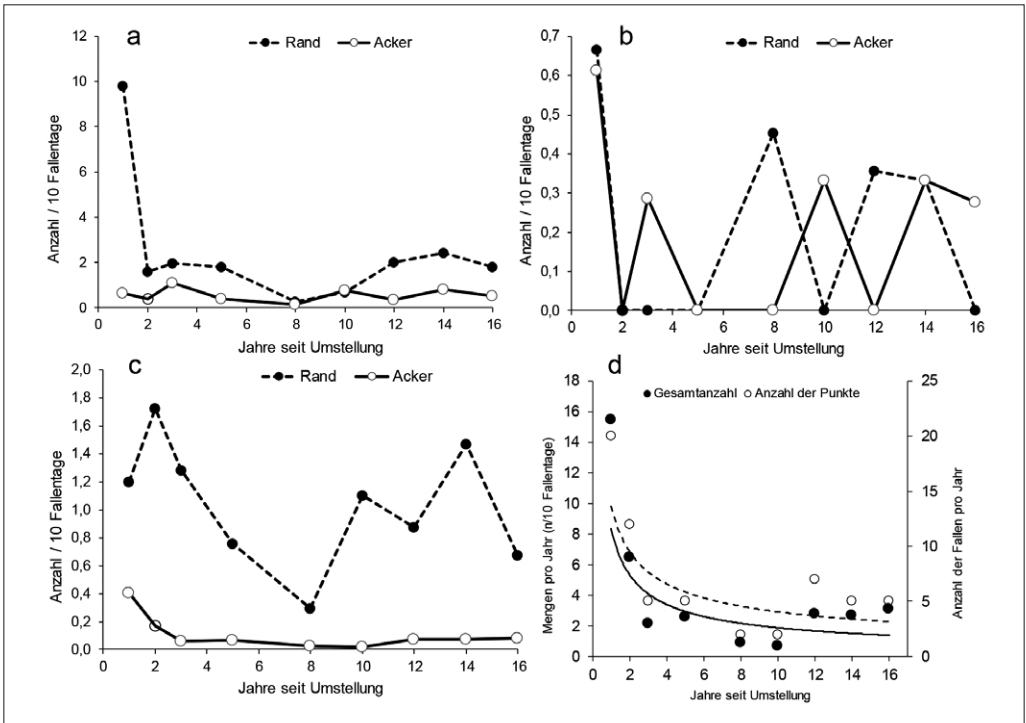 a
Rand Acker
Anzahl / 10 Fallentage
12
10
8
6
4
2
0
0 2 4 6 8 10 12 14 16
Jahre seit Umstellung
b
Rand Acker
Anzahl / 10 Fallentage
0,7
0,6
0,5
0,4
0,3
0,2
0,1
0,0
0 2 4 6 8 10 12 14 16
Jahre seit Umstellung
c
Rand Acker
Anzahl / 10 Fallentage
2,0
1,8
1,6
1,4
1,2
1,0
0,8
0,6
0,4
0,2
0,0
0 2 4 6 8 10 12 14 16
Jahre seit Umstellung
d
Gesamtanzahl Anzahl der Punkte
Mengen pro Jahr (n/10 Fallentage)
18
16
14
12
10
8
6
4
2
0
0 2 4 6 8 10 12 14 16
25
20
15
10
5
0
Anzahl der Fallen pro Jahr
Jahre seit Umstellung